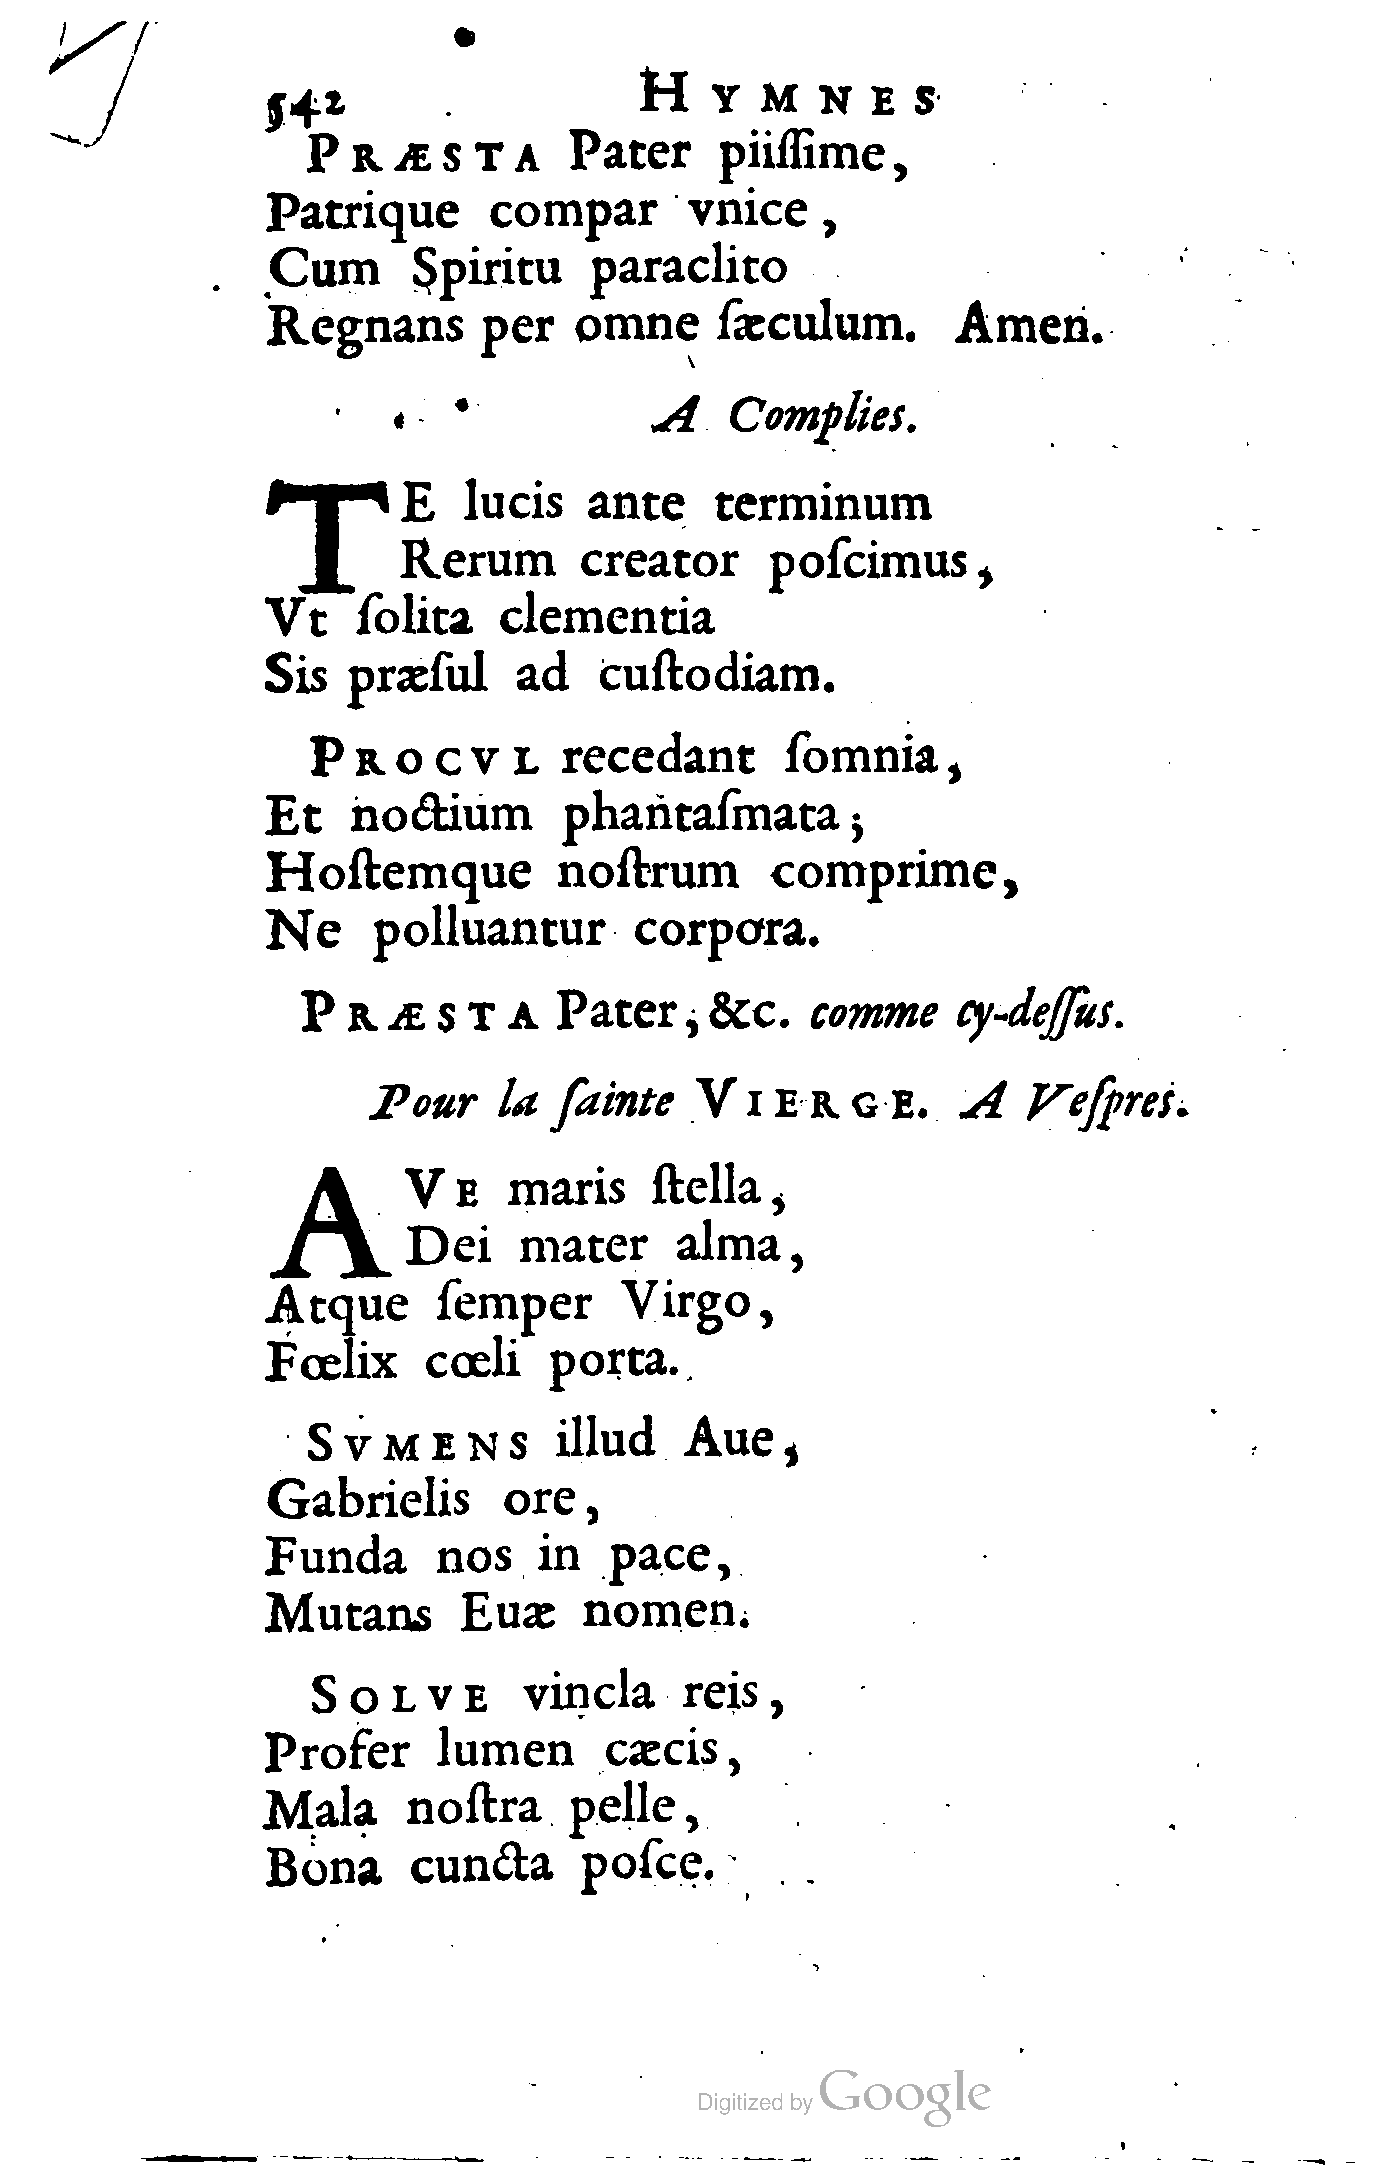 542 HYMNES
PRÆSTA Pater piiſſime,
Patrique compar vnice,
Cum Spiritu paraclito
Regnans per omne ſæculum. Amen.
A Complies.
TE lucis ante terminum
Rerum creator poſcimus,
Vt ſolita clementia
Sis præſul ad cuſtodiam.
PROCVL recedant ſomnia,
Et noctium phantaſmata;
Hoſtemque noſtrum comprime,
Ne polluantur corpora.
PRÆSTA Pater, &c. comme cy-deſſus.
Pour la ſainte VIERGE. A Veſpres.
AVE maris ſtella,
Dei mater alma,
Atque ſemper Virgo,
Fœlix cœli porta.
SVMENS illud Aue,
Gabrielis ore,
Funda nos in pace,
Mutans Euæ nomen.
SOLVE vincla reis,
Profer lumen cæcis,
Mala noſtra pelle,
Bona cuncta poſce.
Digitized by Google